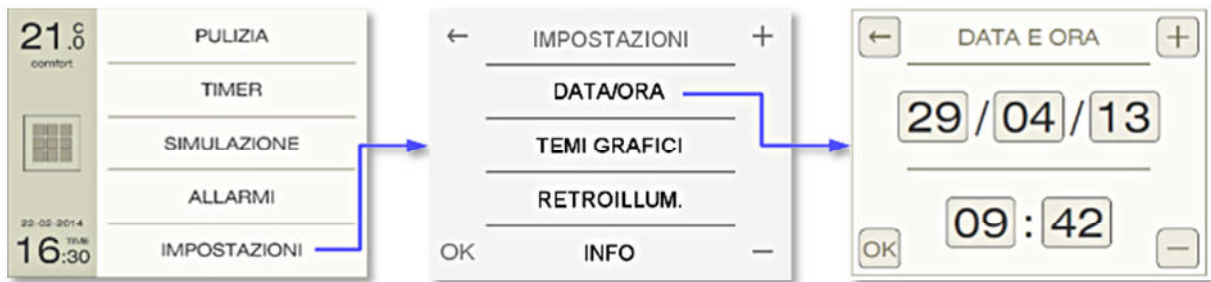 21.0 C
comfort
22-02-2014
16:30 TIME
PULIZIA
TIMER
SIMULAZIONE
ALLARMI
IMPOSTAZIONI
← IMPOSTAZIONI +
DATA/ORA
TEMI GRAFICI
RETROILLUM.
OK INFO −
← DATA E ORA +
29/04/13
09:42
OK −